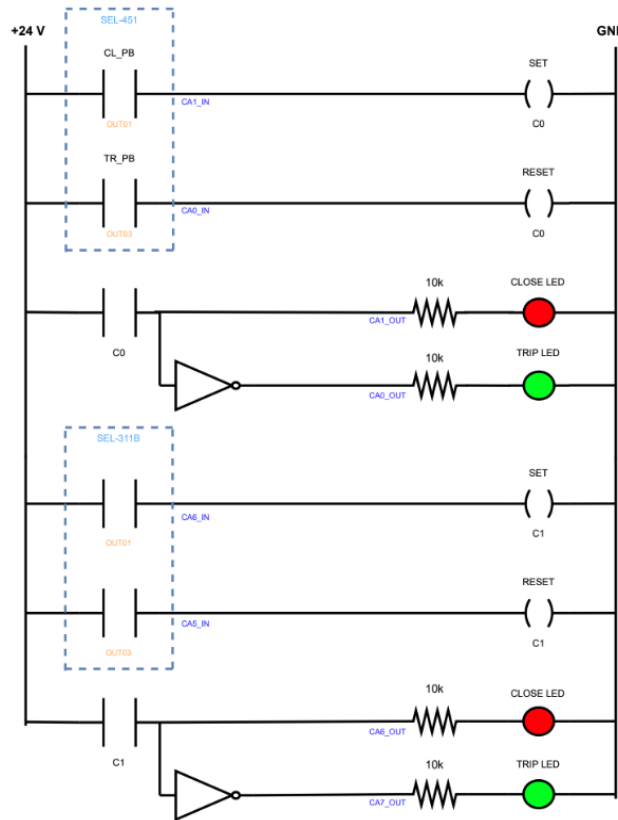 SEL-451
+24 V
GN
CL_PB
SET
CA1_IN
OUT01
C0
TR_PB
RESET
CA0_IN
OUT03
C0
10k
CLOSE LED
CA1_OUT
C0
10k
TRIP LED
CA0_OUT
SEL-311B
SET
CA6_IN
OUT01
C1
RESET
CA5_IN
OUT03
C1
10k
CLOSE LED
CA6_OUT
C1
10k
TRIP LED
CA7_OUT